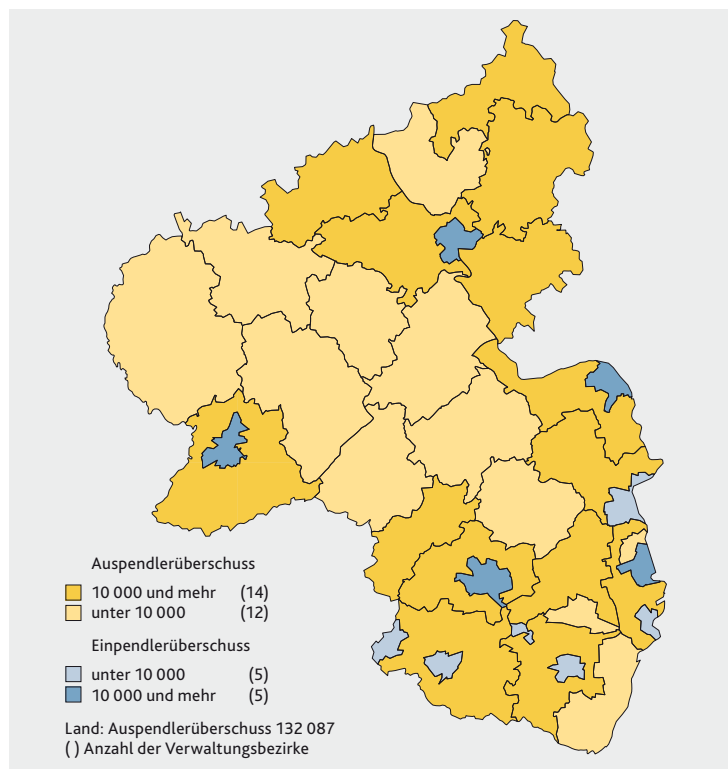 Auspendlerüberschuss
10 000 und mehr (14)
unter 10 000 (12)
Einpendlerüberschuss
unter 10 000 (5)
10 000 und mehr (5)
Land: Auspendlerüberschuss 132 087
( ) Anzahl der Verwaltungsbezirke